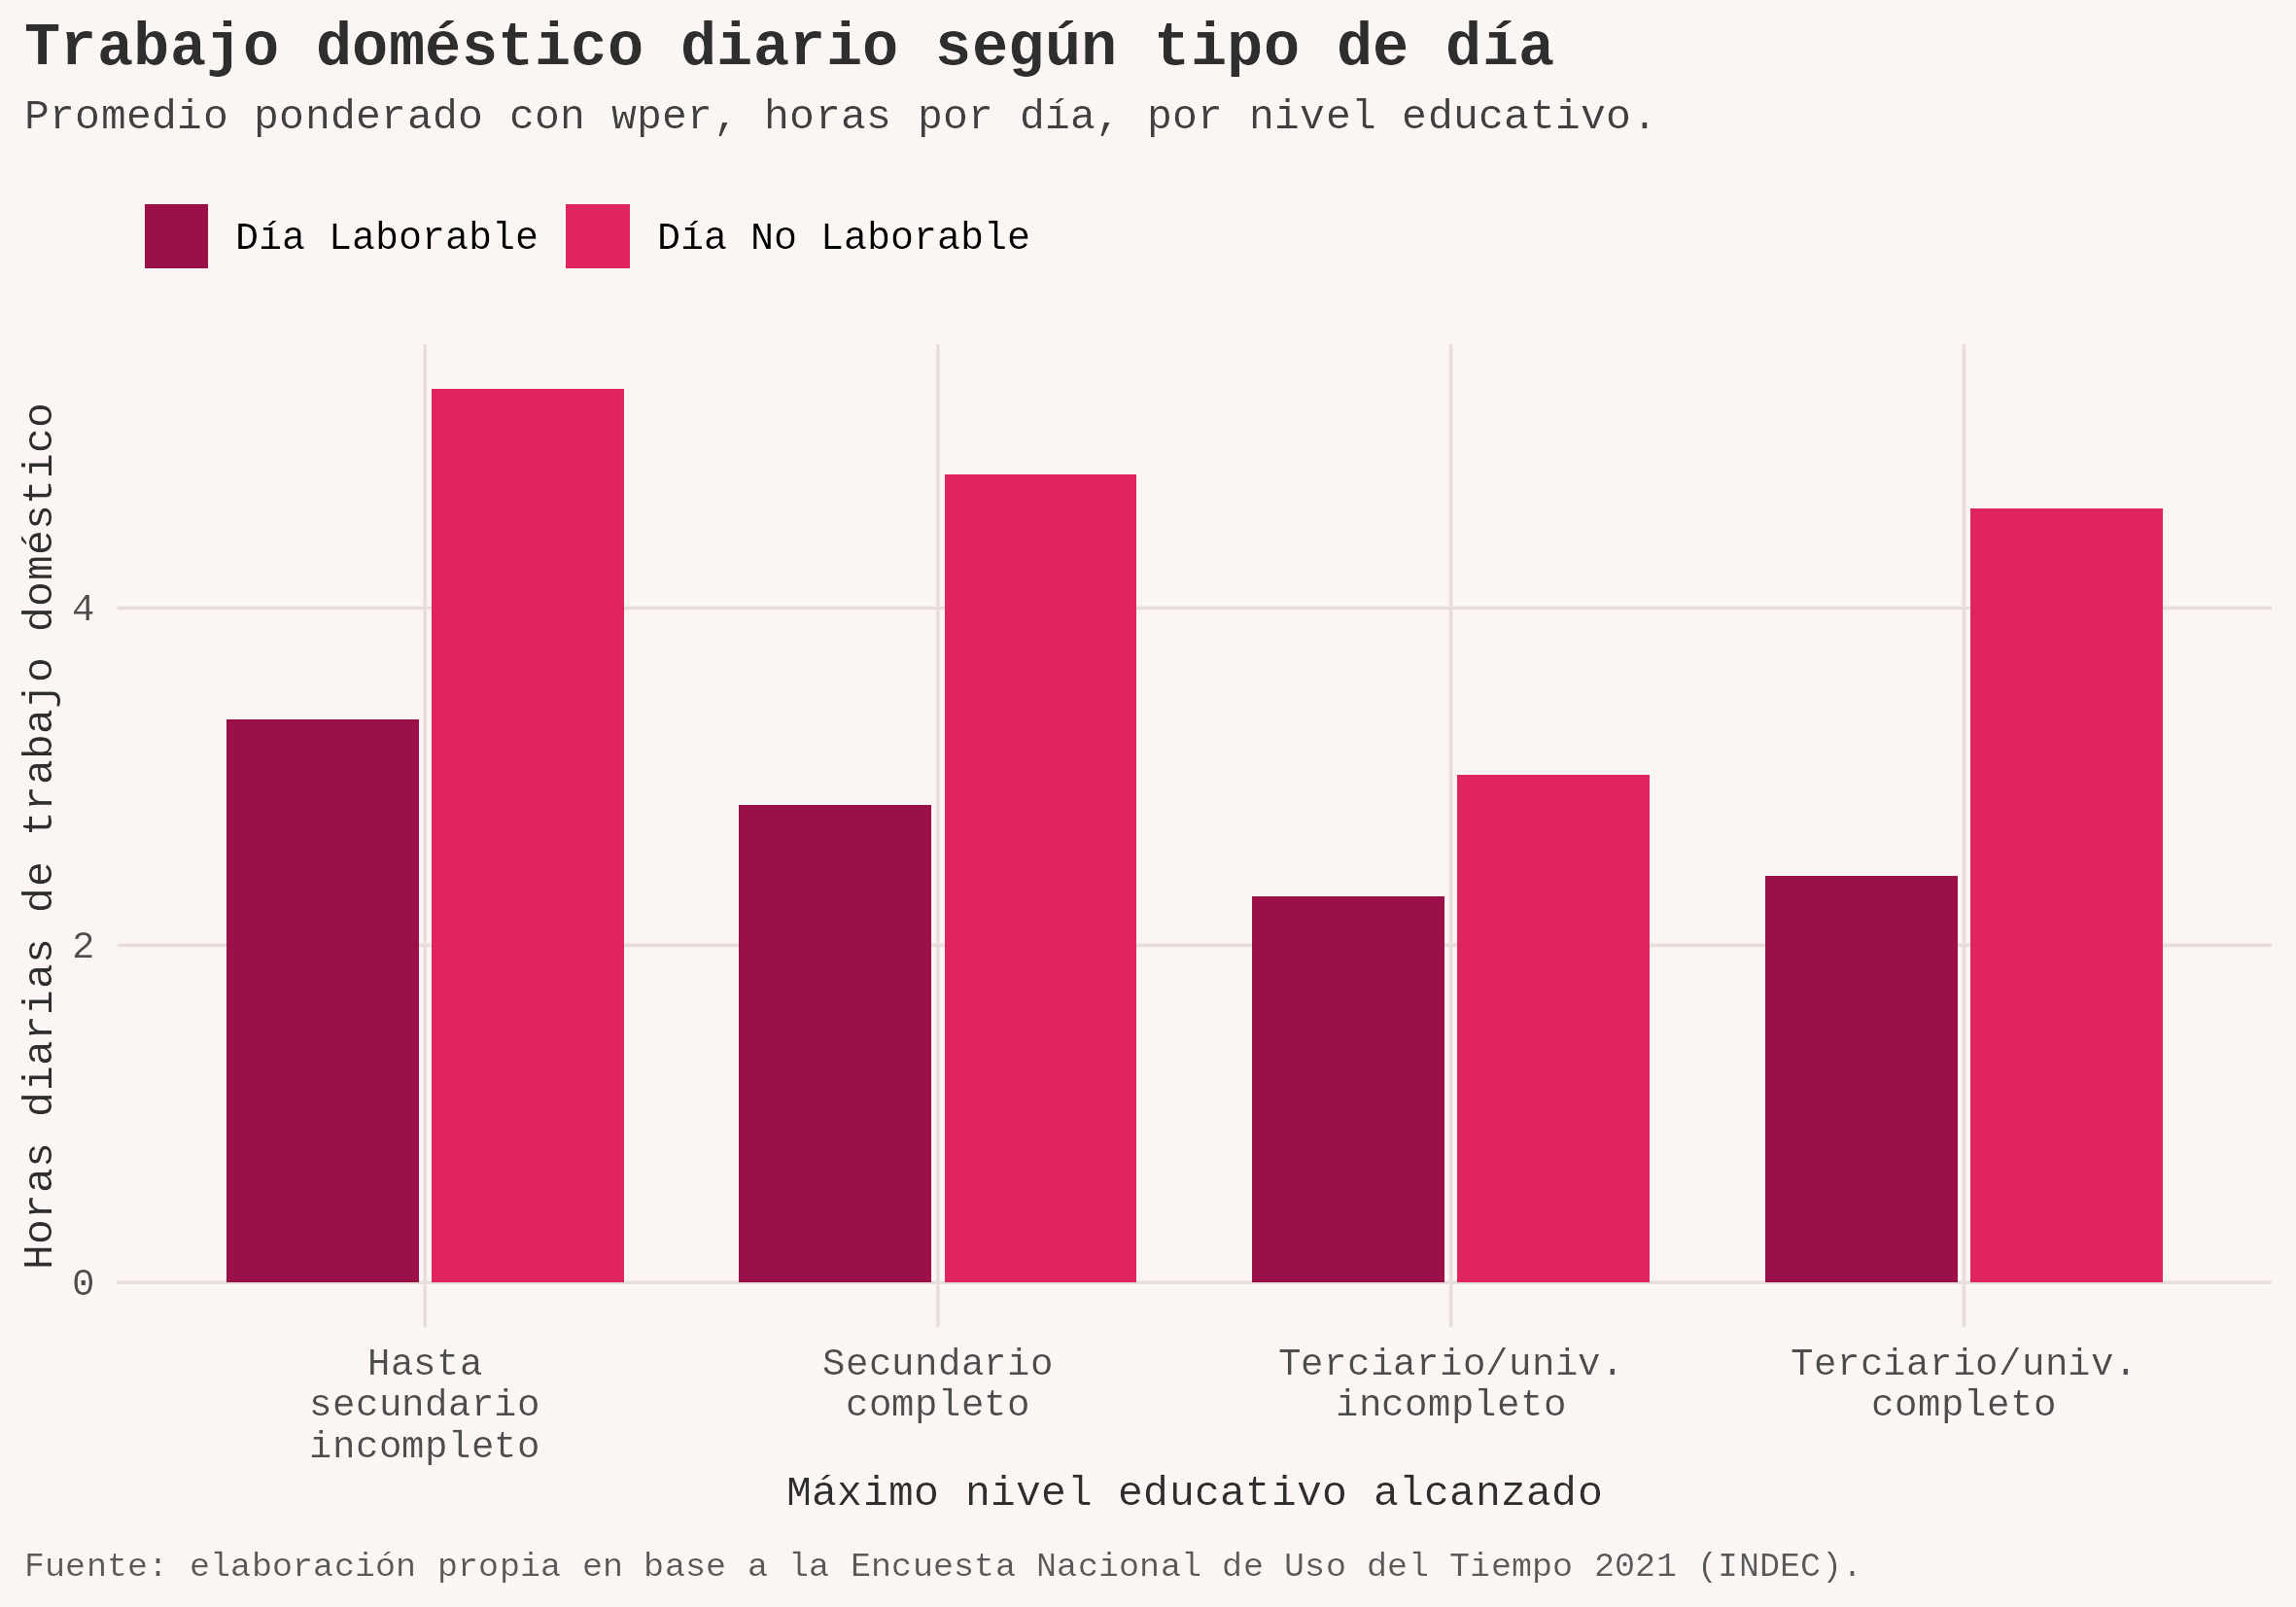 Trabajo doméstico diario según tipo de día
Promedio ponderado con wper, horas por día, por nivel educativo.
Día Laborable
Día No Laborable
Horas diarias de trabajo doméstico
4
2
0
Hasta
secundario
incompleto
Secundario
completo
Terciario/univ.
incompleto
Terciario/univ.
completo
Máximo nivel educativo alcanzado
Fuente: elaboración propia en base a la Encuesta Nacional de Uso del Tiempo 2021 (INDEC).